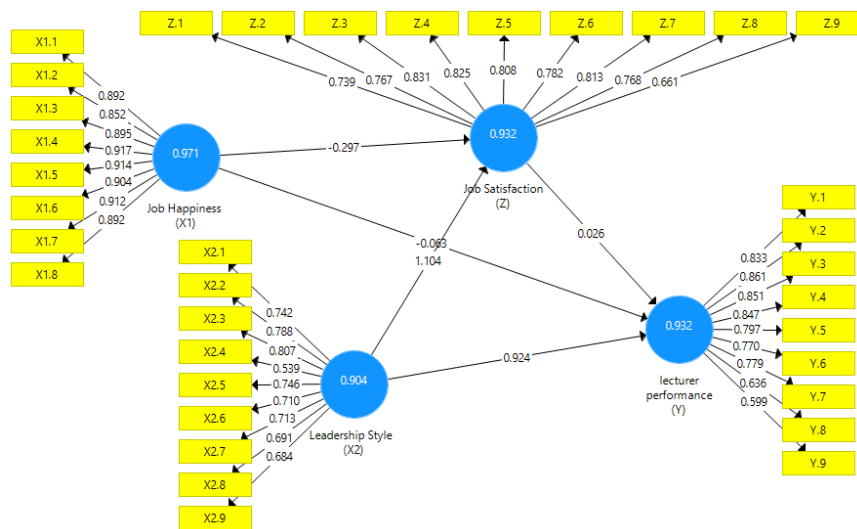 Z.1
Z.2
Z.3
Z.4
Z.5
Z.6
Z.7
Z.8
Z.9
0.739
0.767
0.831
0.825
0.808
0.782
0.813
0.768
0.661
X1.1
X1.2
X1.3
X1.4
X1.5
X1.6
X1.7
X1.8
0.892
0.852
0.895
0.917
0.914
0.904
0.912
0.892
0.971
Job Happiness
(X1)
-0.297
0.932
Job Satisfaction
(Z)
-0.063
1.104
0.026
X2.1
X2.2
X2.3
X2.4
X2.5
X2.6
X2.7
X2.8
X2.9
0.742
0.788
0.807
0.539
0.746
0.710
0.713
0.691
0.684
0.904
Leadership Style
(X2)
0.924
0.932
lecturer
performance
(Y)
0.833
0.861
0.851
0.847
0.797
0.770
0.779
0.636
0.599
Y.1
Y.2
Y.3
Y.4
Y.5
Y.6
Y.7
Y.8
Y.9